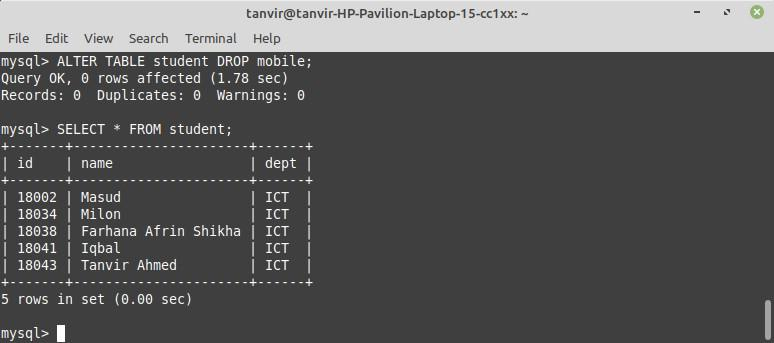 tanvir@tanvir-HP-Pavilion-Laptop-15-cc1xx: ~
File Edit View Search Terminal Help
mysql> ALTER TABLE student DROP mobile;
Query OK, 0 rows affected (1.78 sec)
Records: 0  Duplicates: 0  Warnings: 0
mysql> SELECT * FROM student;
+-------+----------------------+------+
| id    | name                 | dept |
+-------+----------------------+------+
| 18002 | Masud                | ICT  |
| 18034 | Milon                | ICT  |
| 18038 | Farhana Afrin Shikha | ICT  |
| 18041 | Iqbal                | ICT  |
| 18043 | Tanvir Ahmed         | ICT  |
+-------+----------------------+------+
5 rows in set (0.00 sec)
mysql>